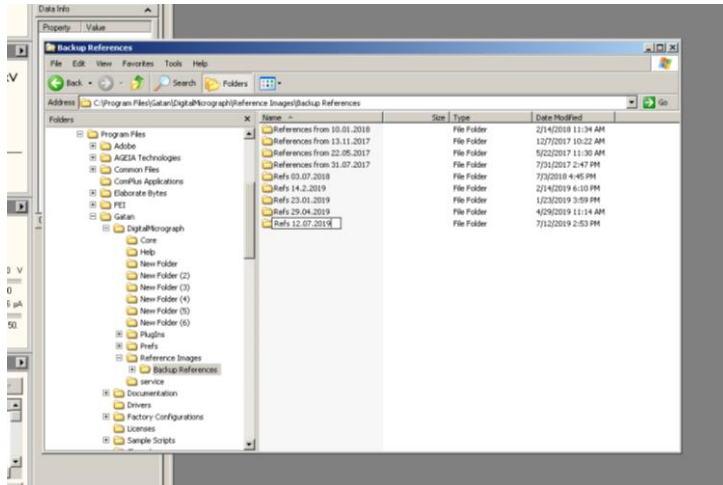 Data Info
Property Value
Backup References
File Edit View Favorites Tools Help
Back Search Folders
Address C:\Program Files\Gatan\DigitalMicrograph\Reference Images\Backup References Go
Folders
Program Files
Adobe
AGEIA Technologies
Common Files
ComPlus Applications
Elaborate Bytes
FEI
Gatan
DigitalMicrograph
Core
Help
New Folder
New Folder (2)
New Folder (3)
New Folder (4)
New Folder (5)
New Folder (6)
PlugIns
Prefs
Reference Images
Backup References
service
Documentation
Drivers
Factory Configurations
Licenses
Sample Scripts
Name Size Type Date Modified
References from 10.01.2018 File Folder 2/14/2018 11:34 AM
References from 13.11.2017 File Folder 12/7/2017 10:22 AM
References from 22.05.2017 File Folder 5/22/2017 11:30 AM
References from 31.07.2017 File Folder 7/31/2017 2:47 PM
Refs 03.07.2018 File Folder 7/3/2018 4:45 PM
Refs 14.2.2019 File Folder 2/14/2019 6:10 PM
Refs 23.01.2019 File Folder 1/23/2019 3:59 PM
Refs 29.04.2019 File Folder 4/29/2019 11:14 AM
Refs 12.07.2019 File Folder 7/12/2019 2:53 PM
V
pA
50.